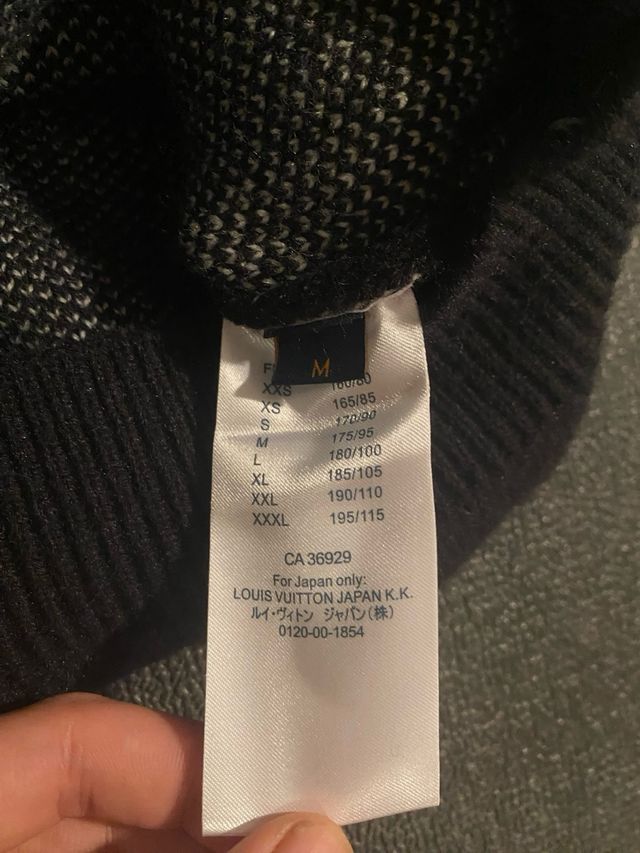 M
XXS 160/80
XS 165/85
S 170/90
M 175/95
L 180/100
XL 185/105
XXL 190/110
XXXL 195/115
CA 36929
For Japan only:
LOUIS VUITTON JAPAN K.K.
ルイ・ヴィトン ジャパン(株)
0120-00-1854